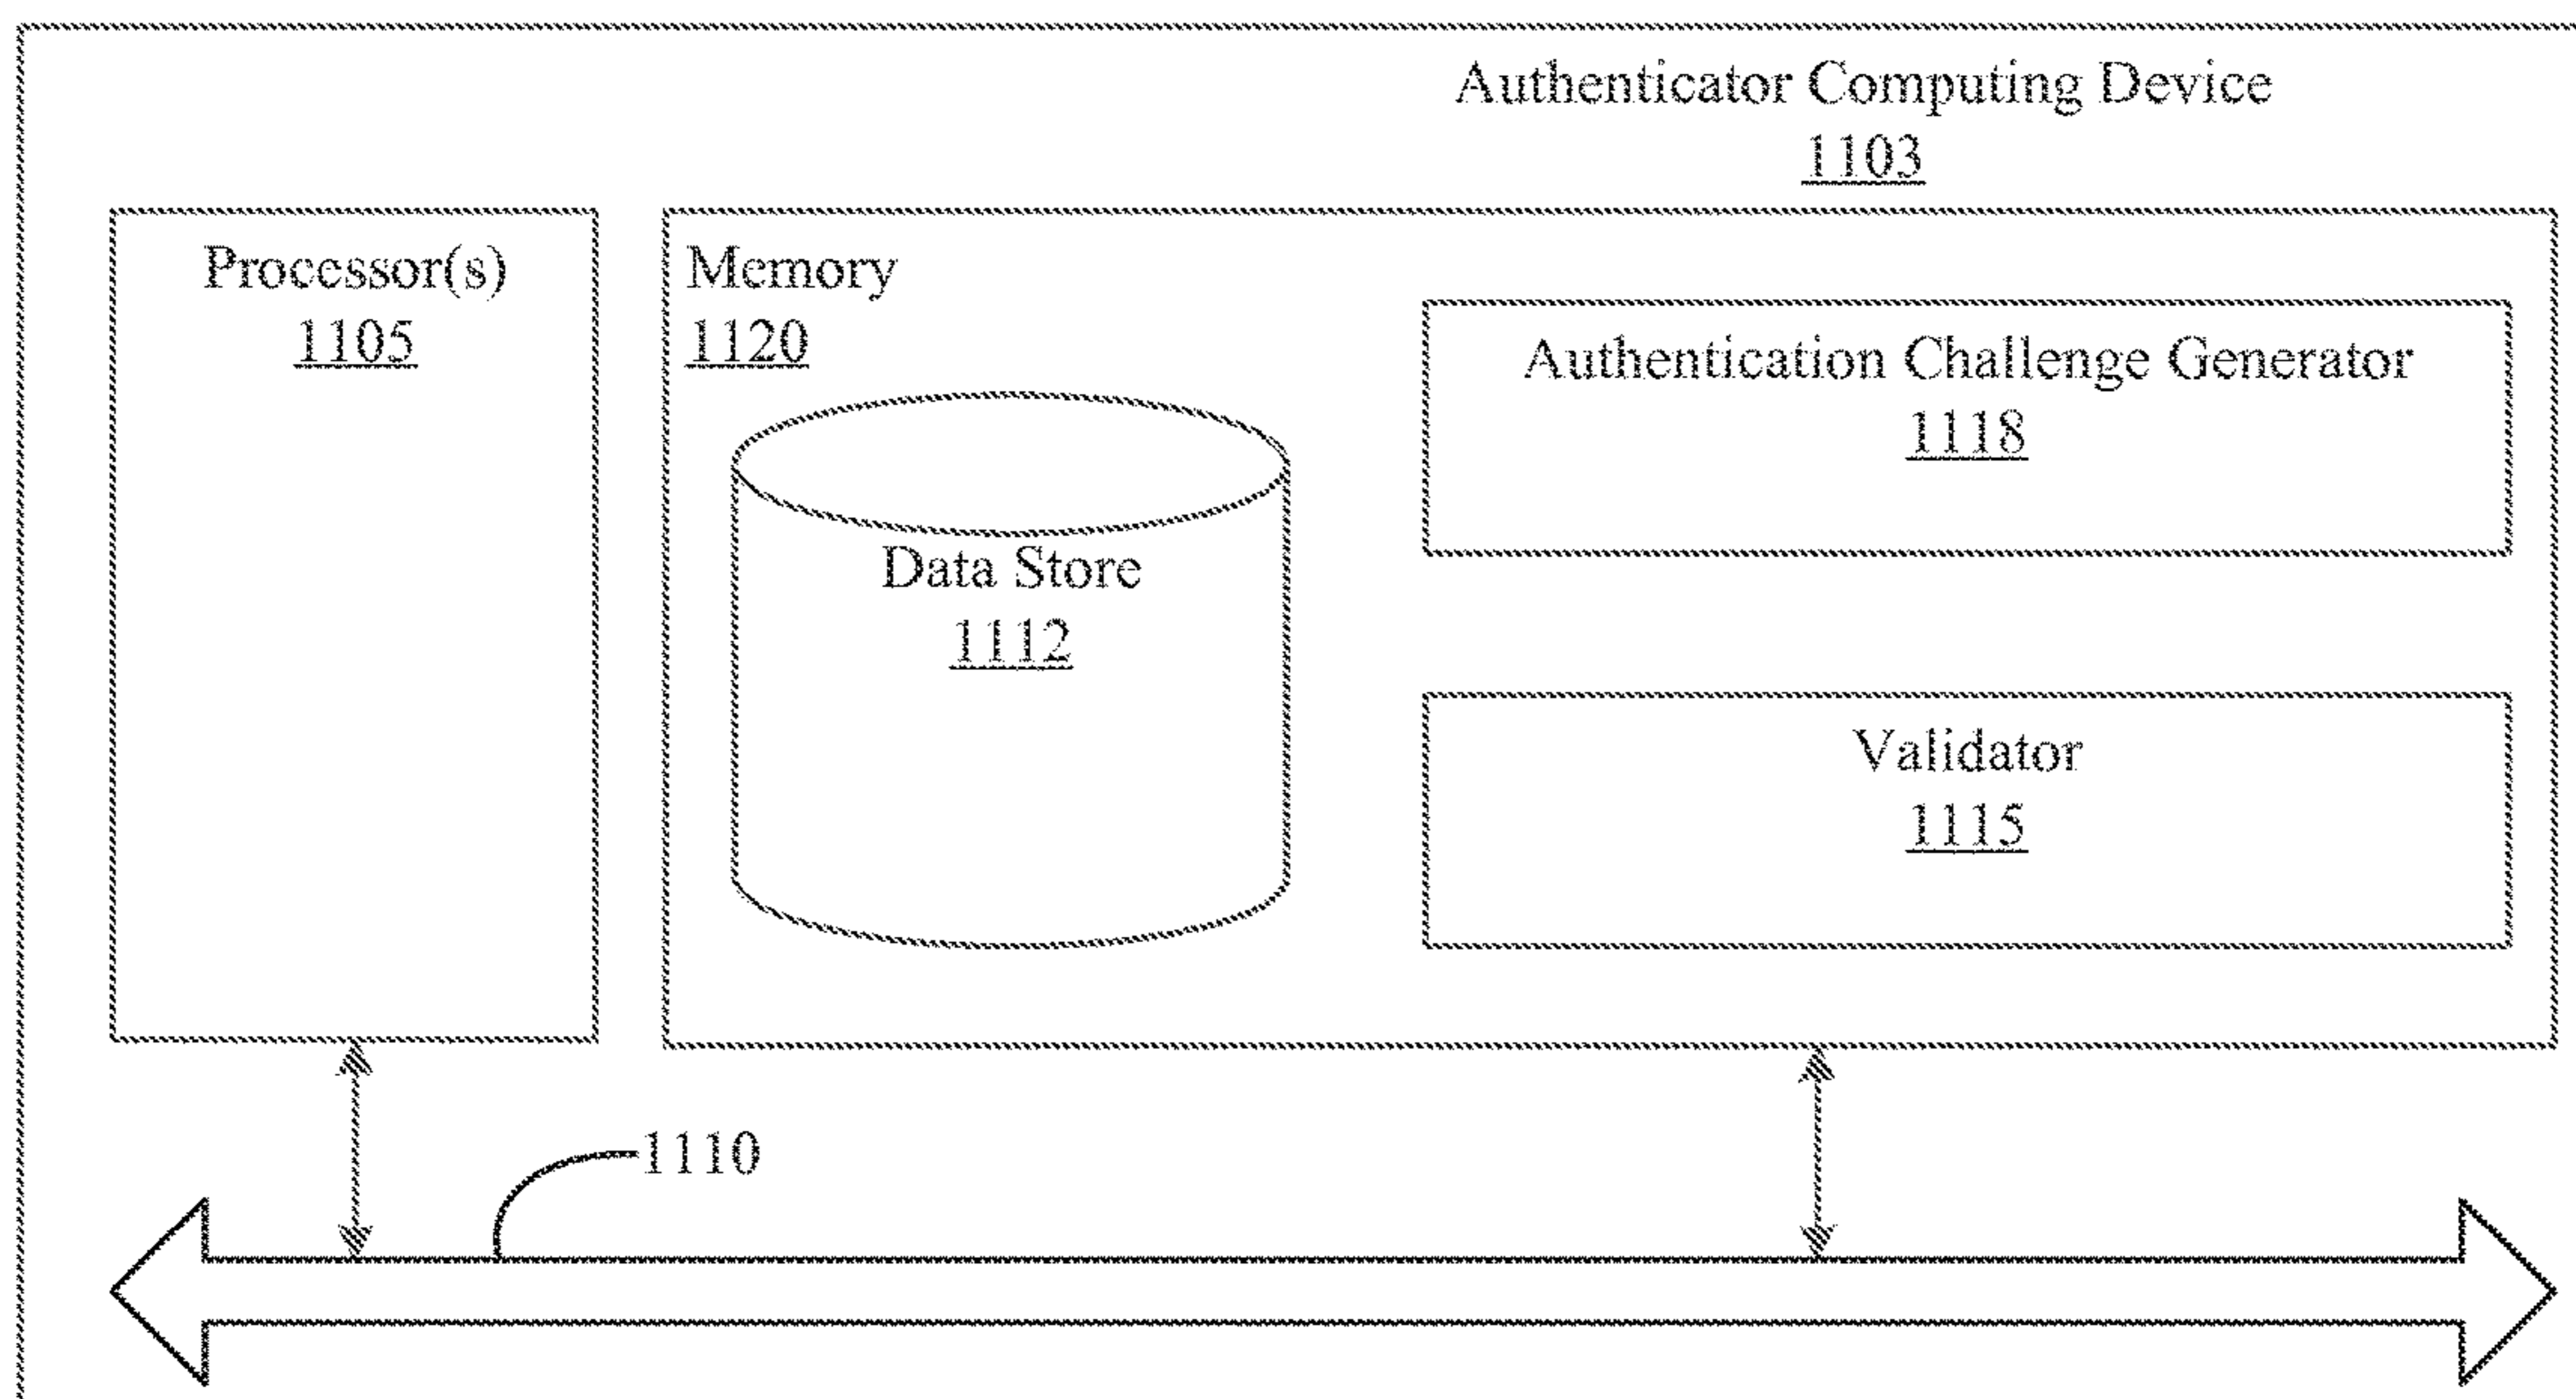 Authenticator Computing Device
1103
Processor(s)
1105
Memory
1120
Authentication Challenge Generator
1118
Data Store
1112
Validator
1115
1110